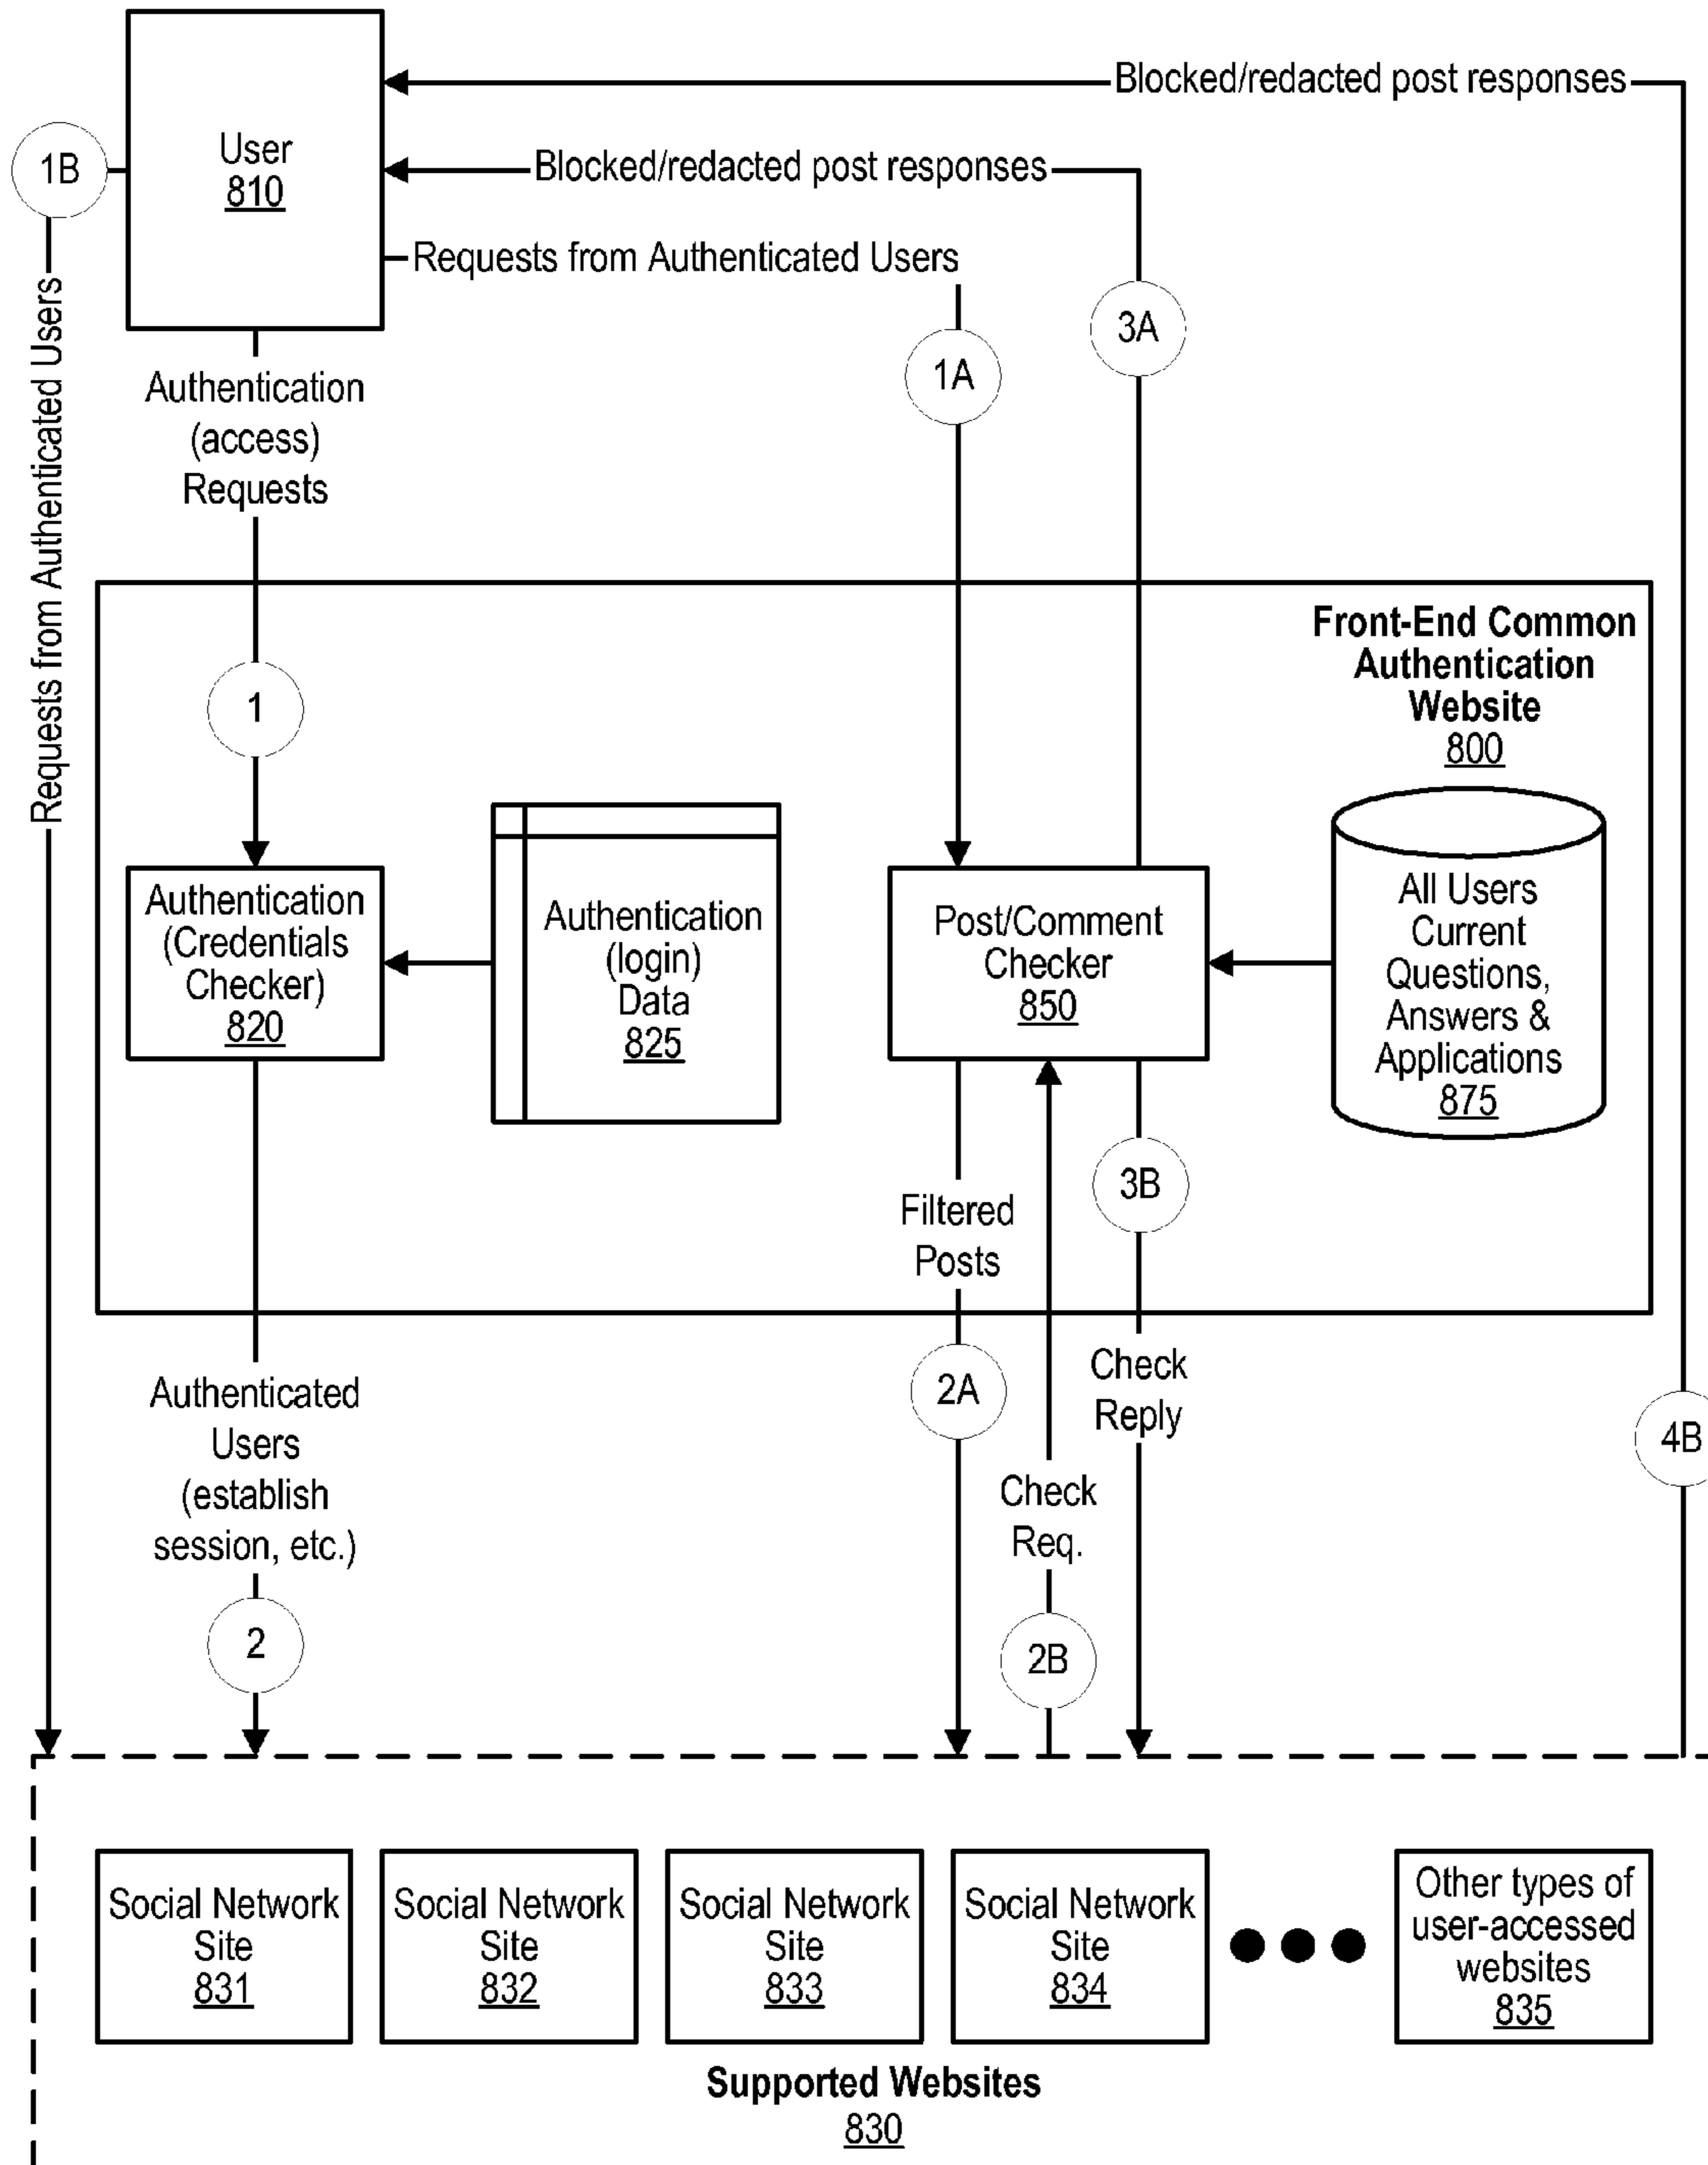 Blocked/redacted post responses
1B
User
810
Blocked/redacted post responses
Requests from Authenticated Users
Requests from Authenticated Users
3A
1A
Authentication
(access)
Requests
Front-End Common
Authentication
Website
800
1
Authentication
(Credentials
Checker)
820
Authentication
(login)
Data
825
Post/Comment
Checker
850
All Users
Current
Questions,
Answers &
Applications
875
3B
Filtered
Posts
Check
Reply
2A
4B
Authenticated
Users
(establish
session, etc.)
Check
Req.
2
2B
Social Network
Site
831
Social Network
Site
832
Social Network
Site
833
Social Network
Site
834
Other types of
user-accessed
websites
835
Supported Websites
830